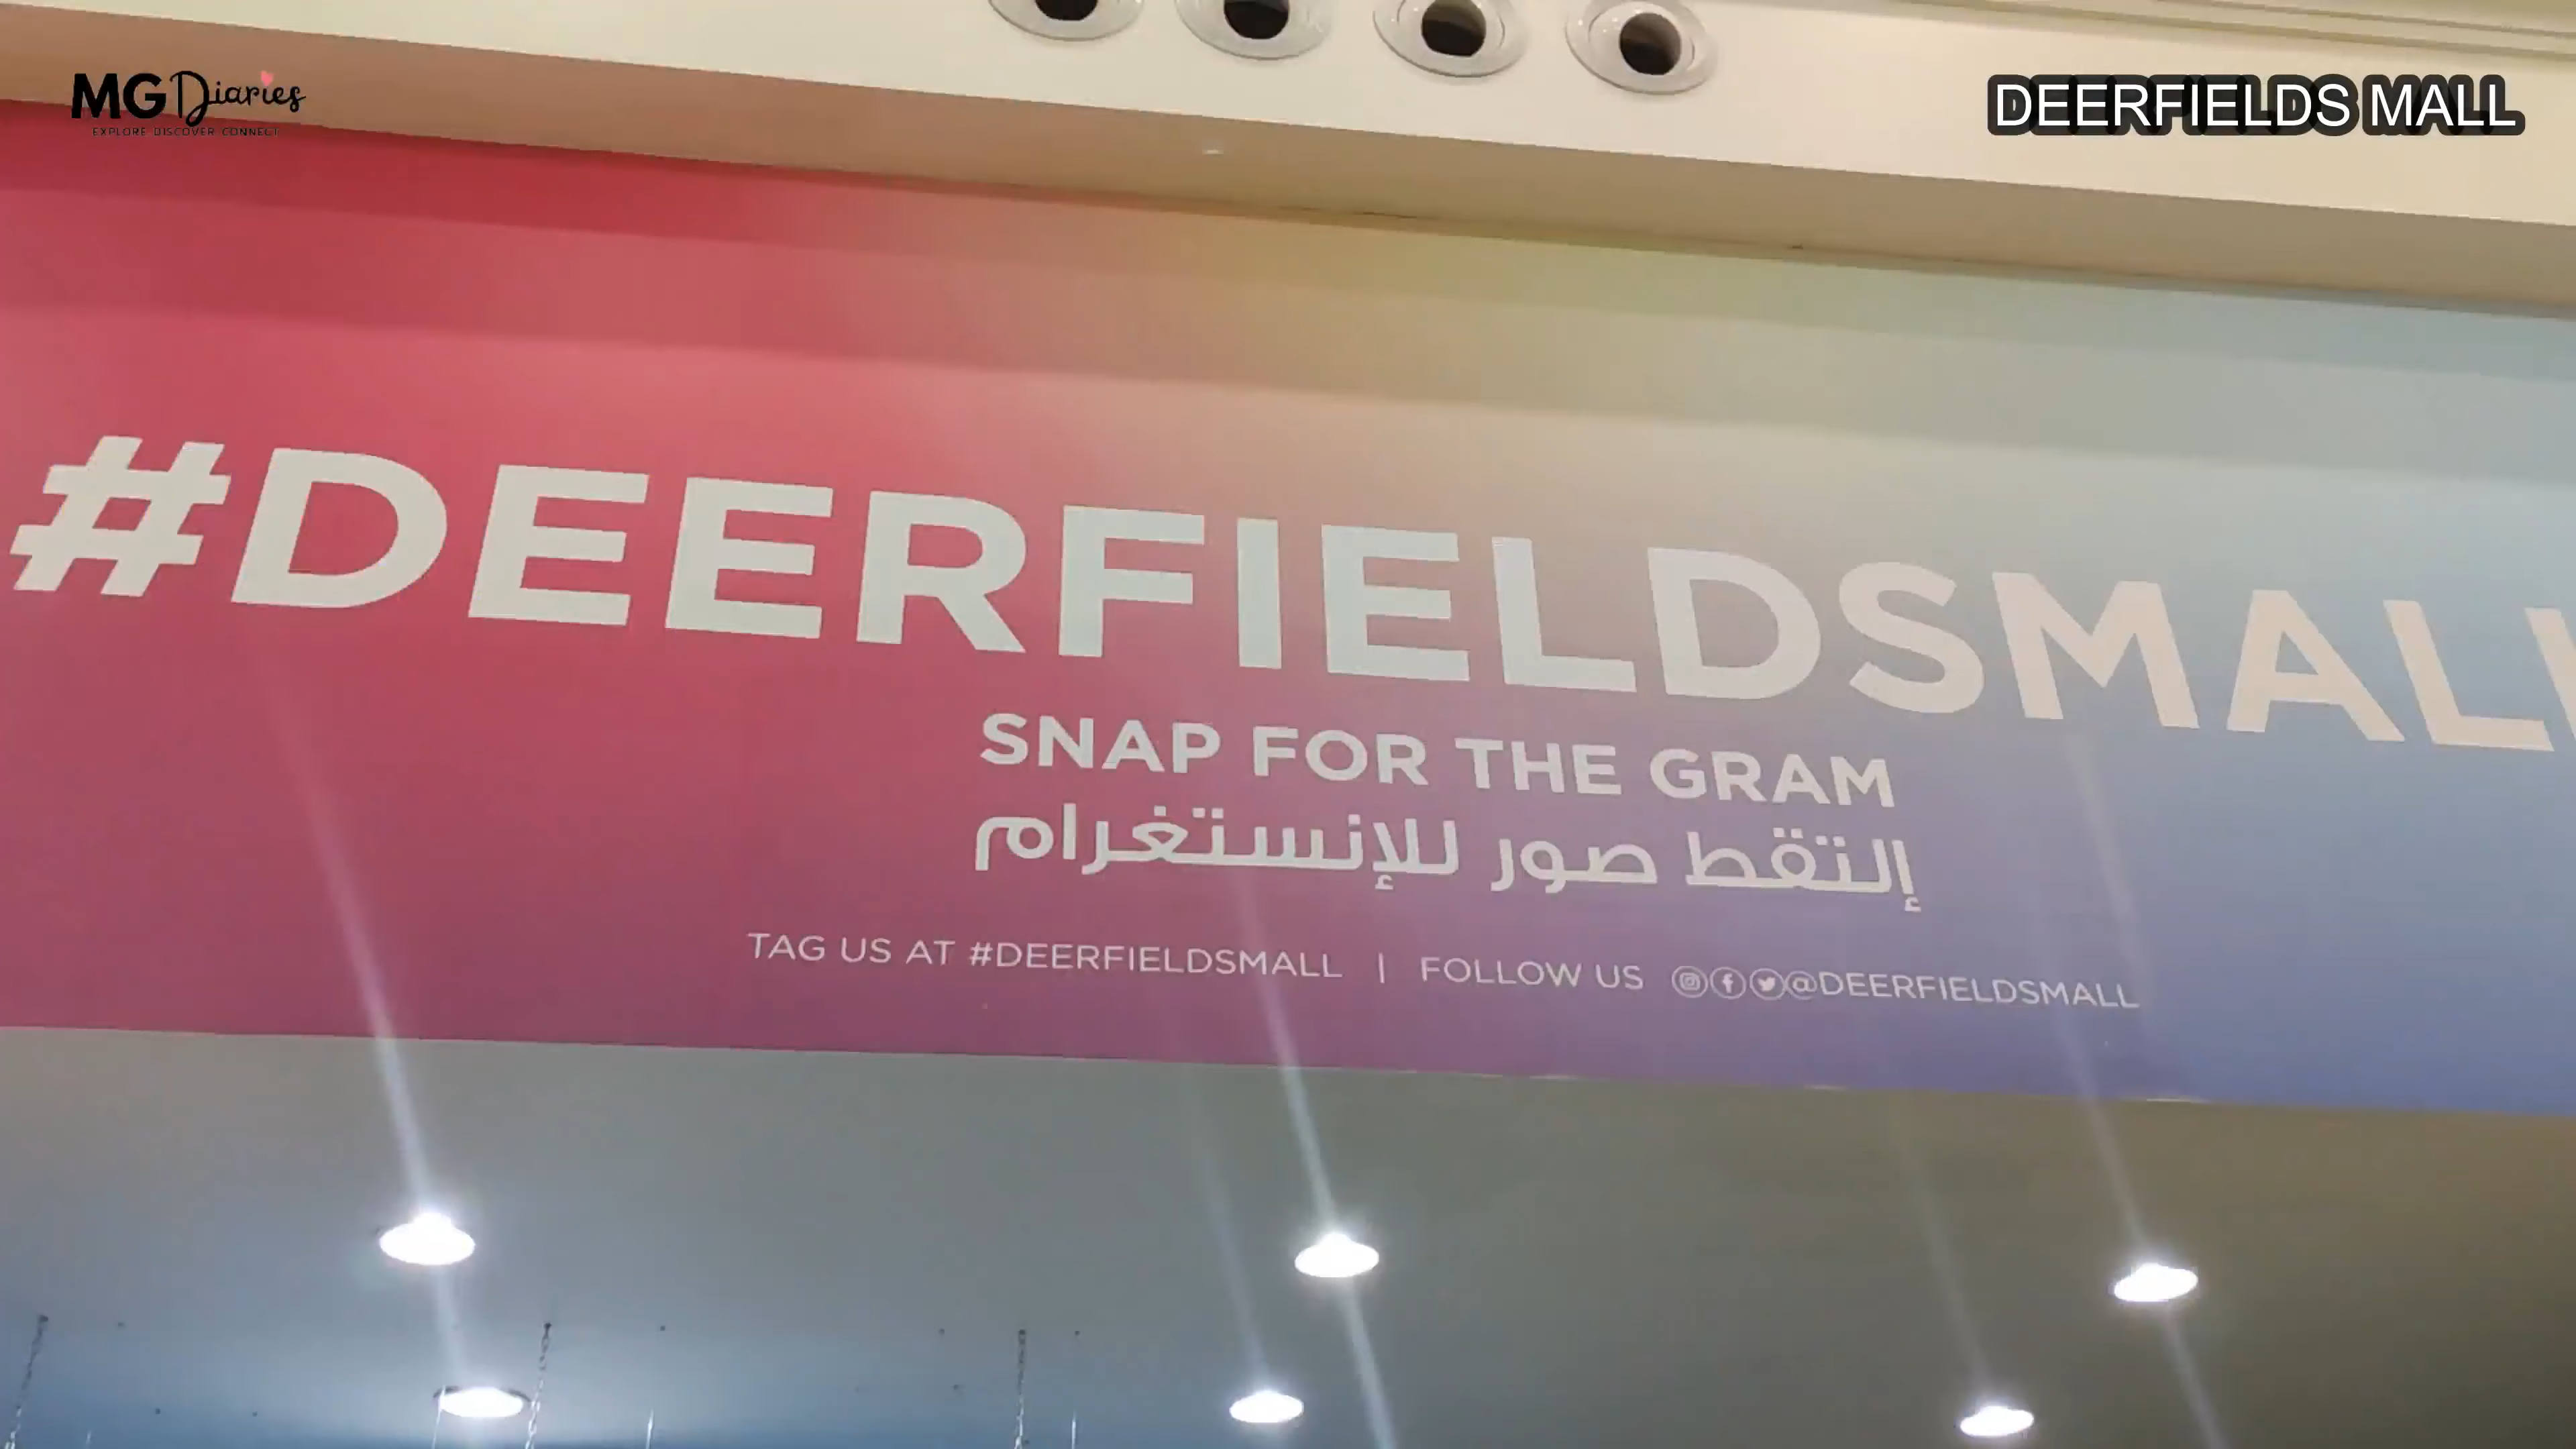 MG Diaries
EXPLORE DISCOVER CONNECT
DEERFIELDS MALL
#DEERFIELDSMALL
SNAP FOR THE GRAM
إلتقط صور للإنستغرام
TAG US AT #DEERFIELDSMALL | FOLLOW US @DEERFIELDSMALL